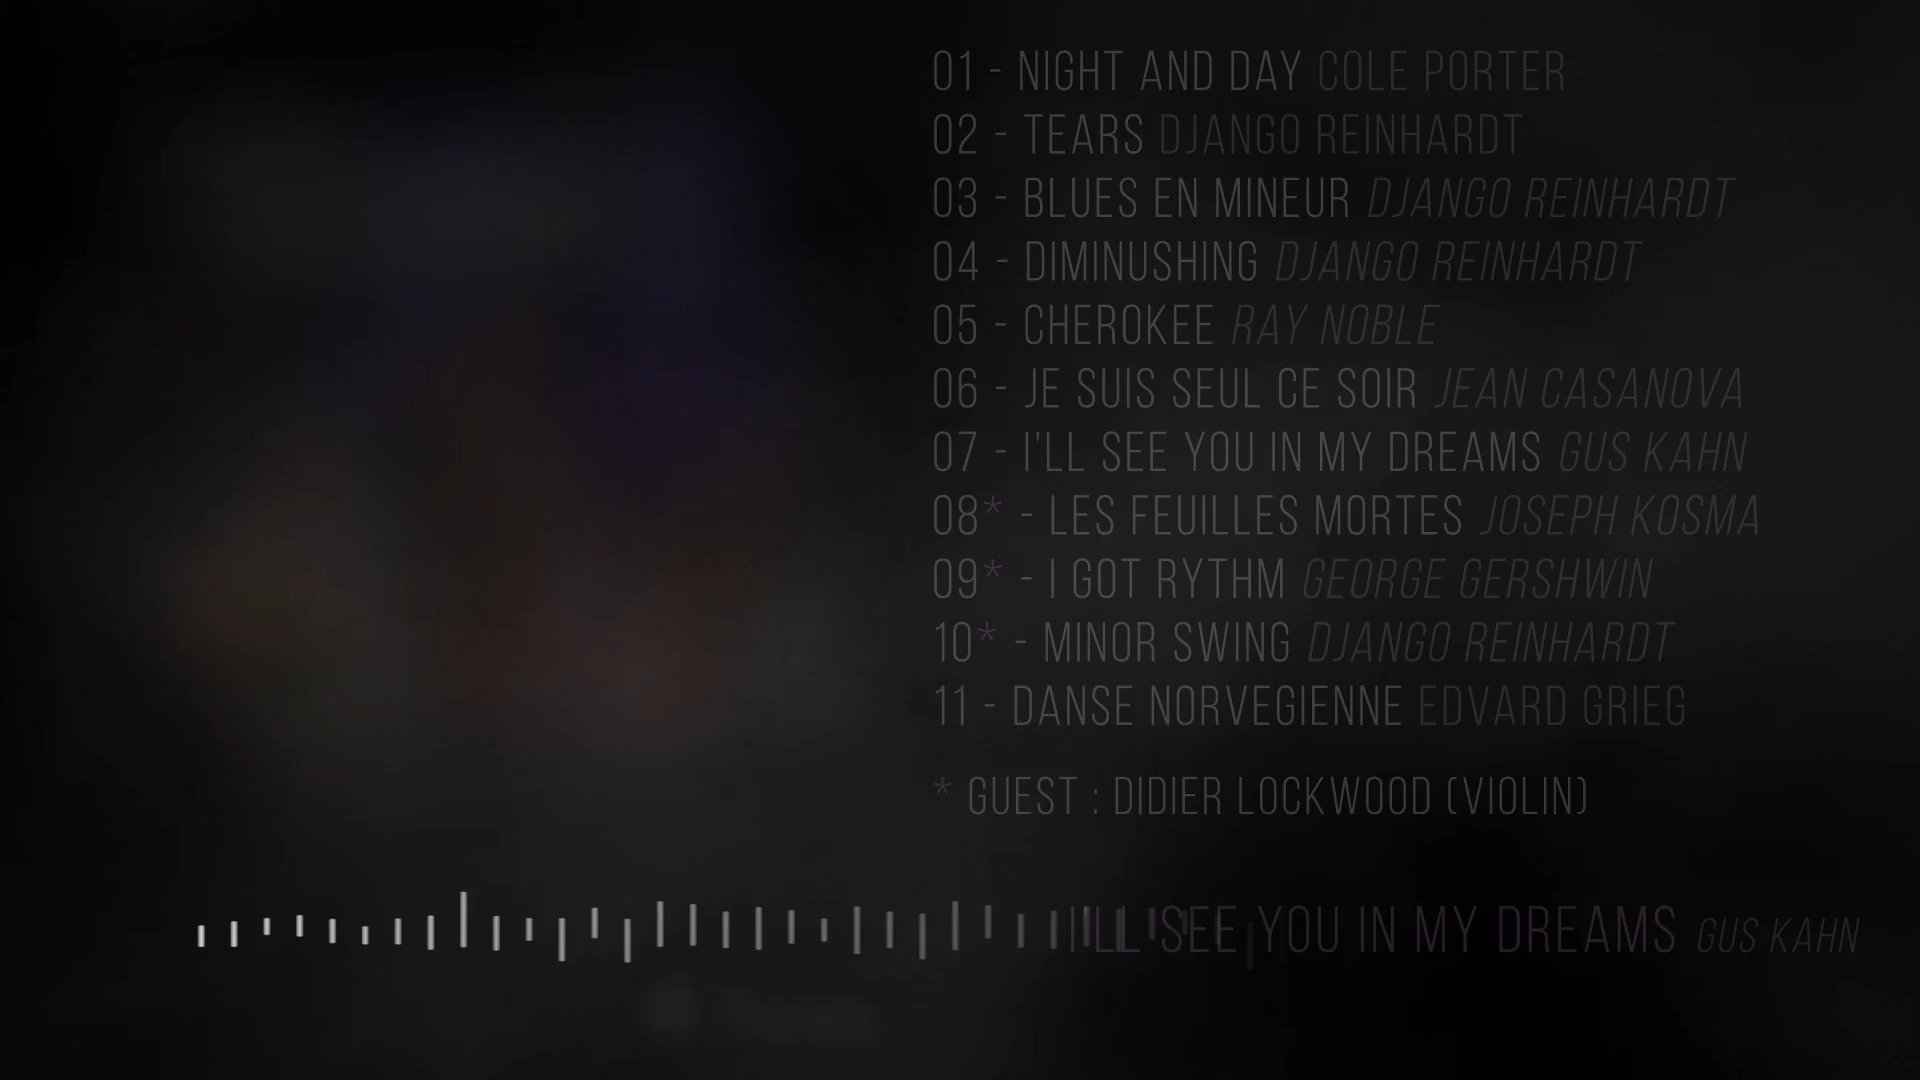 01 - NIGHT AND DAY COLE PORTER
02 - TEARS DJANGO REINHARDT
03 - BLUES EN MINEUR DJANGO REINHARDT
04 - DIMINUSHING DJANGO REINHARDT
05 - CHEROKEE RAY NOBLE
06 - JE SUIS SEUL CE SOIR JEAN CASANOVA
07 - I'LL SEE YOU IN MY DREAMS GUS KAHN
08* - LES FEUILLES MORTES JOSEPH KOSMA
09* - I GOT RYTHM GEORGE GERSHWIN
10* - MINOR SWING DJANGO REINHARDT
11 - DANSE NORVEGIENNE EDVARD GRIEG
* GUEST : DIDIER LOCKWOOD (VIOLIN)
I'LL SEE YOU IN MY DREAMS GUS KAHN